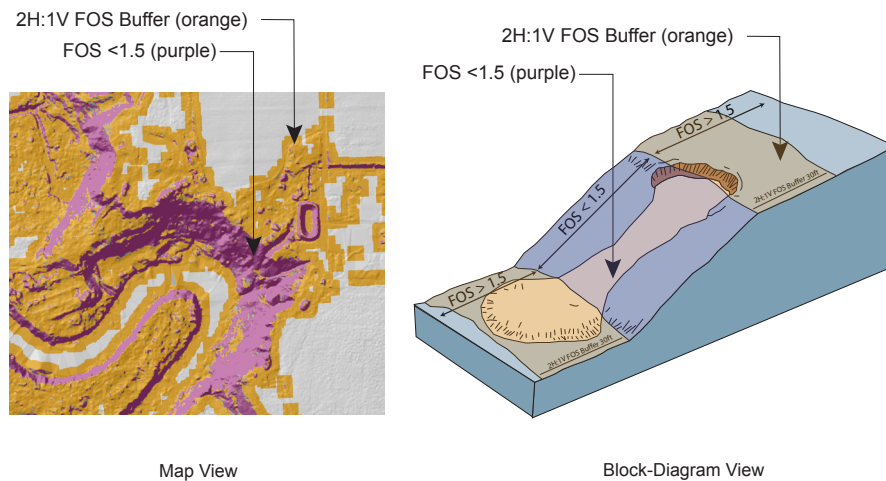 2H:1V FOS Buffer (orange)
FOS <1.5 (purple)
2H:1V FOS Buffer (orange)
FOS <1.5 (purple)
FOS > 1.5
2H:1V FOS Buffer 30ft
FOS < 1.5
FOS > 1.5
2H:1V FOS Buffer 30ft
Map View
Block-Diagram View